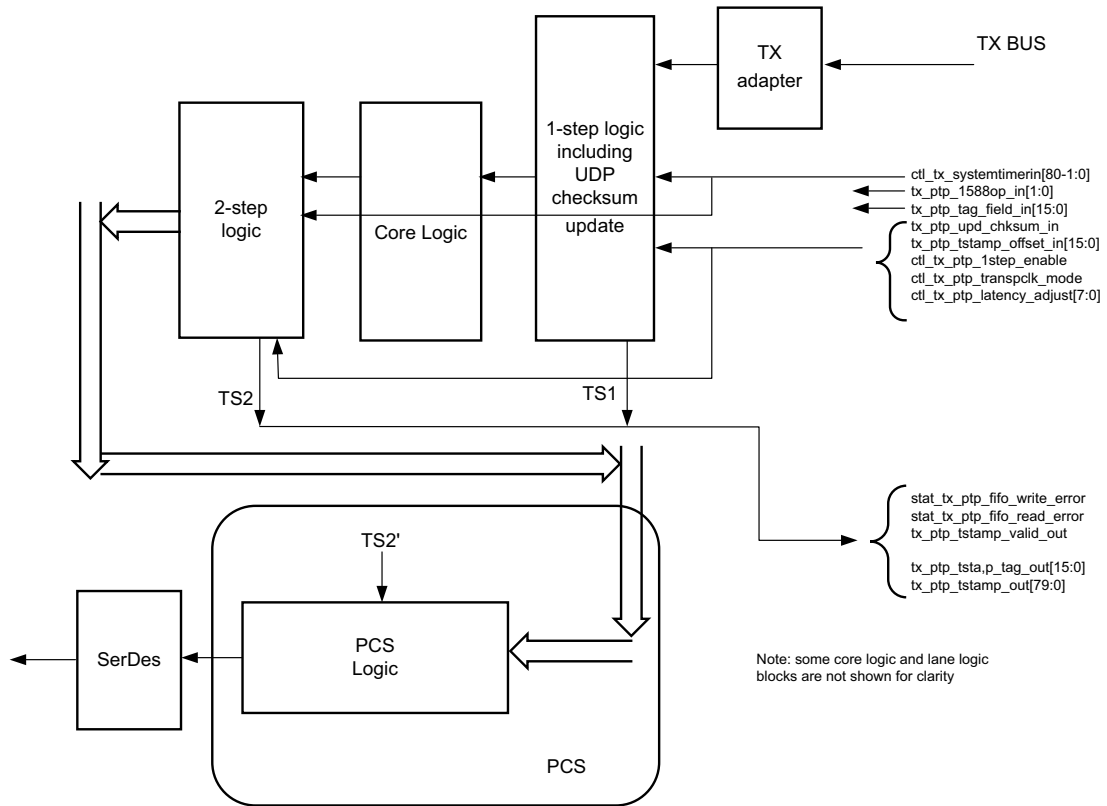 TX
adapter
TX BUS
1-step logic
including
UDP
checksum
update
2-step
logic
Core Logic
ctl_tx_systemtimerin[80-1:0]
tx_ptp_1588op_in[1:0]
tx_ptp_tag_field_in[15:0]
tx_ptp_upd_chksum_in
tx_ptp_tstamp_offset_in[15:0]
ctl_tx_ptp_1step_enable
ctl_tx_ptp_transpclk_mode
ctl_tx_ptp_latency_adjust[7:0]
TS2
TS1
stat_tx_ptp_fifo_write_error
stat_tx_ptp_fifo_read_error
tx_ptp_tstamp_valid_out
tx_ptp_tsta,p_tag_out[15:0]
tx_ptp_tstamp_out[79:0]
TS2'
SerDes
PCS
Logic
Note: some core logic and lane logic
blocks are not shown for clarity
PCS